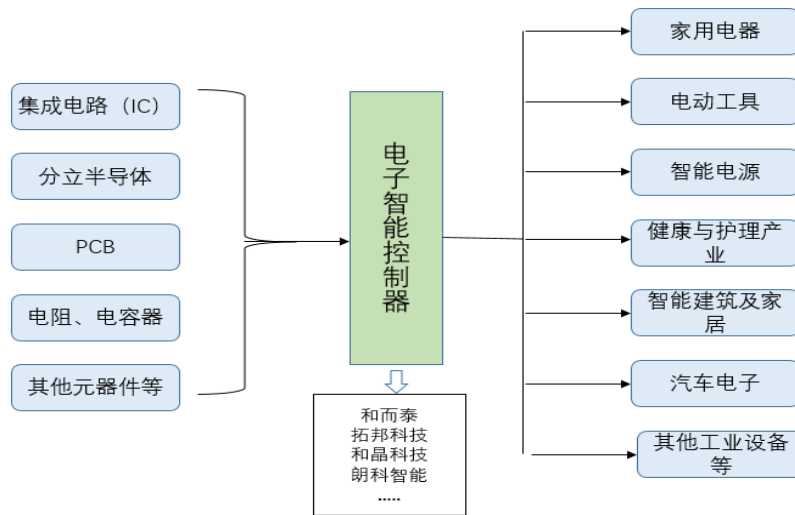 集成电路（IC）
分立半导体
PCB
电阻、电容器
其他元器件等
电子智能控制器
和而泰
拓邦科技
和晶科技
朗科智能
.....
家用电器
电动工具
智能电源
健康与护理产
业
智能建筑及家
居
汽车电子
其他工业设备
等